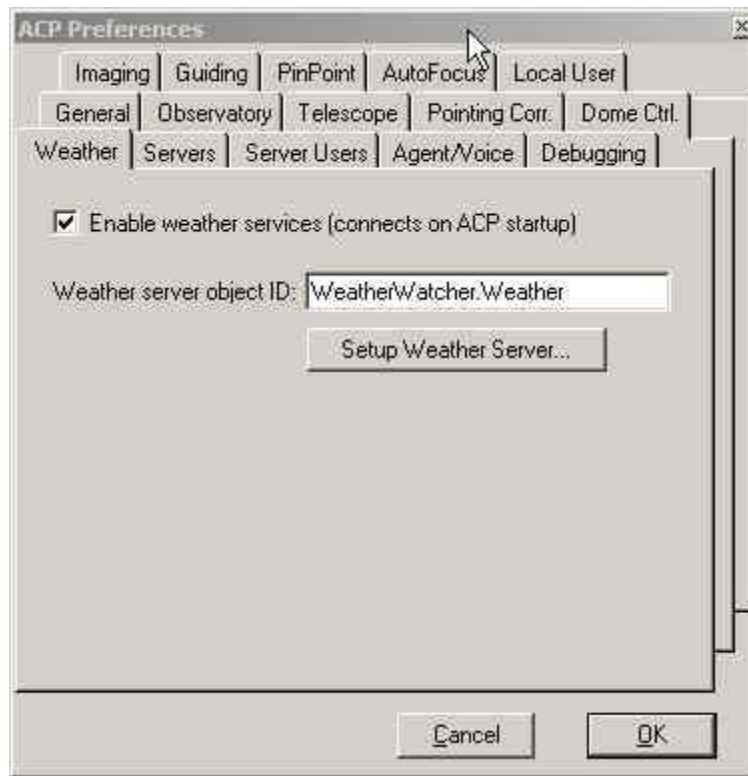 ACP Preferences
Imaging Guiding PinPoint AutoFocus Local User
General Observatory Telescope Pointing Corr. Dome Ctrl.
Weather Servers Server Users Agent/Voice Debugging
Enable weather services (connects on ACP startup)
Weather server object ID: WeatherWatcher.Weather
Setup Weather Server...
Cancel OK